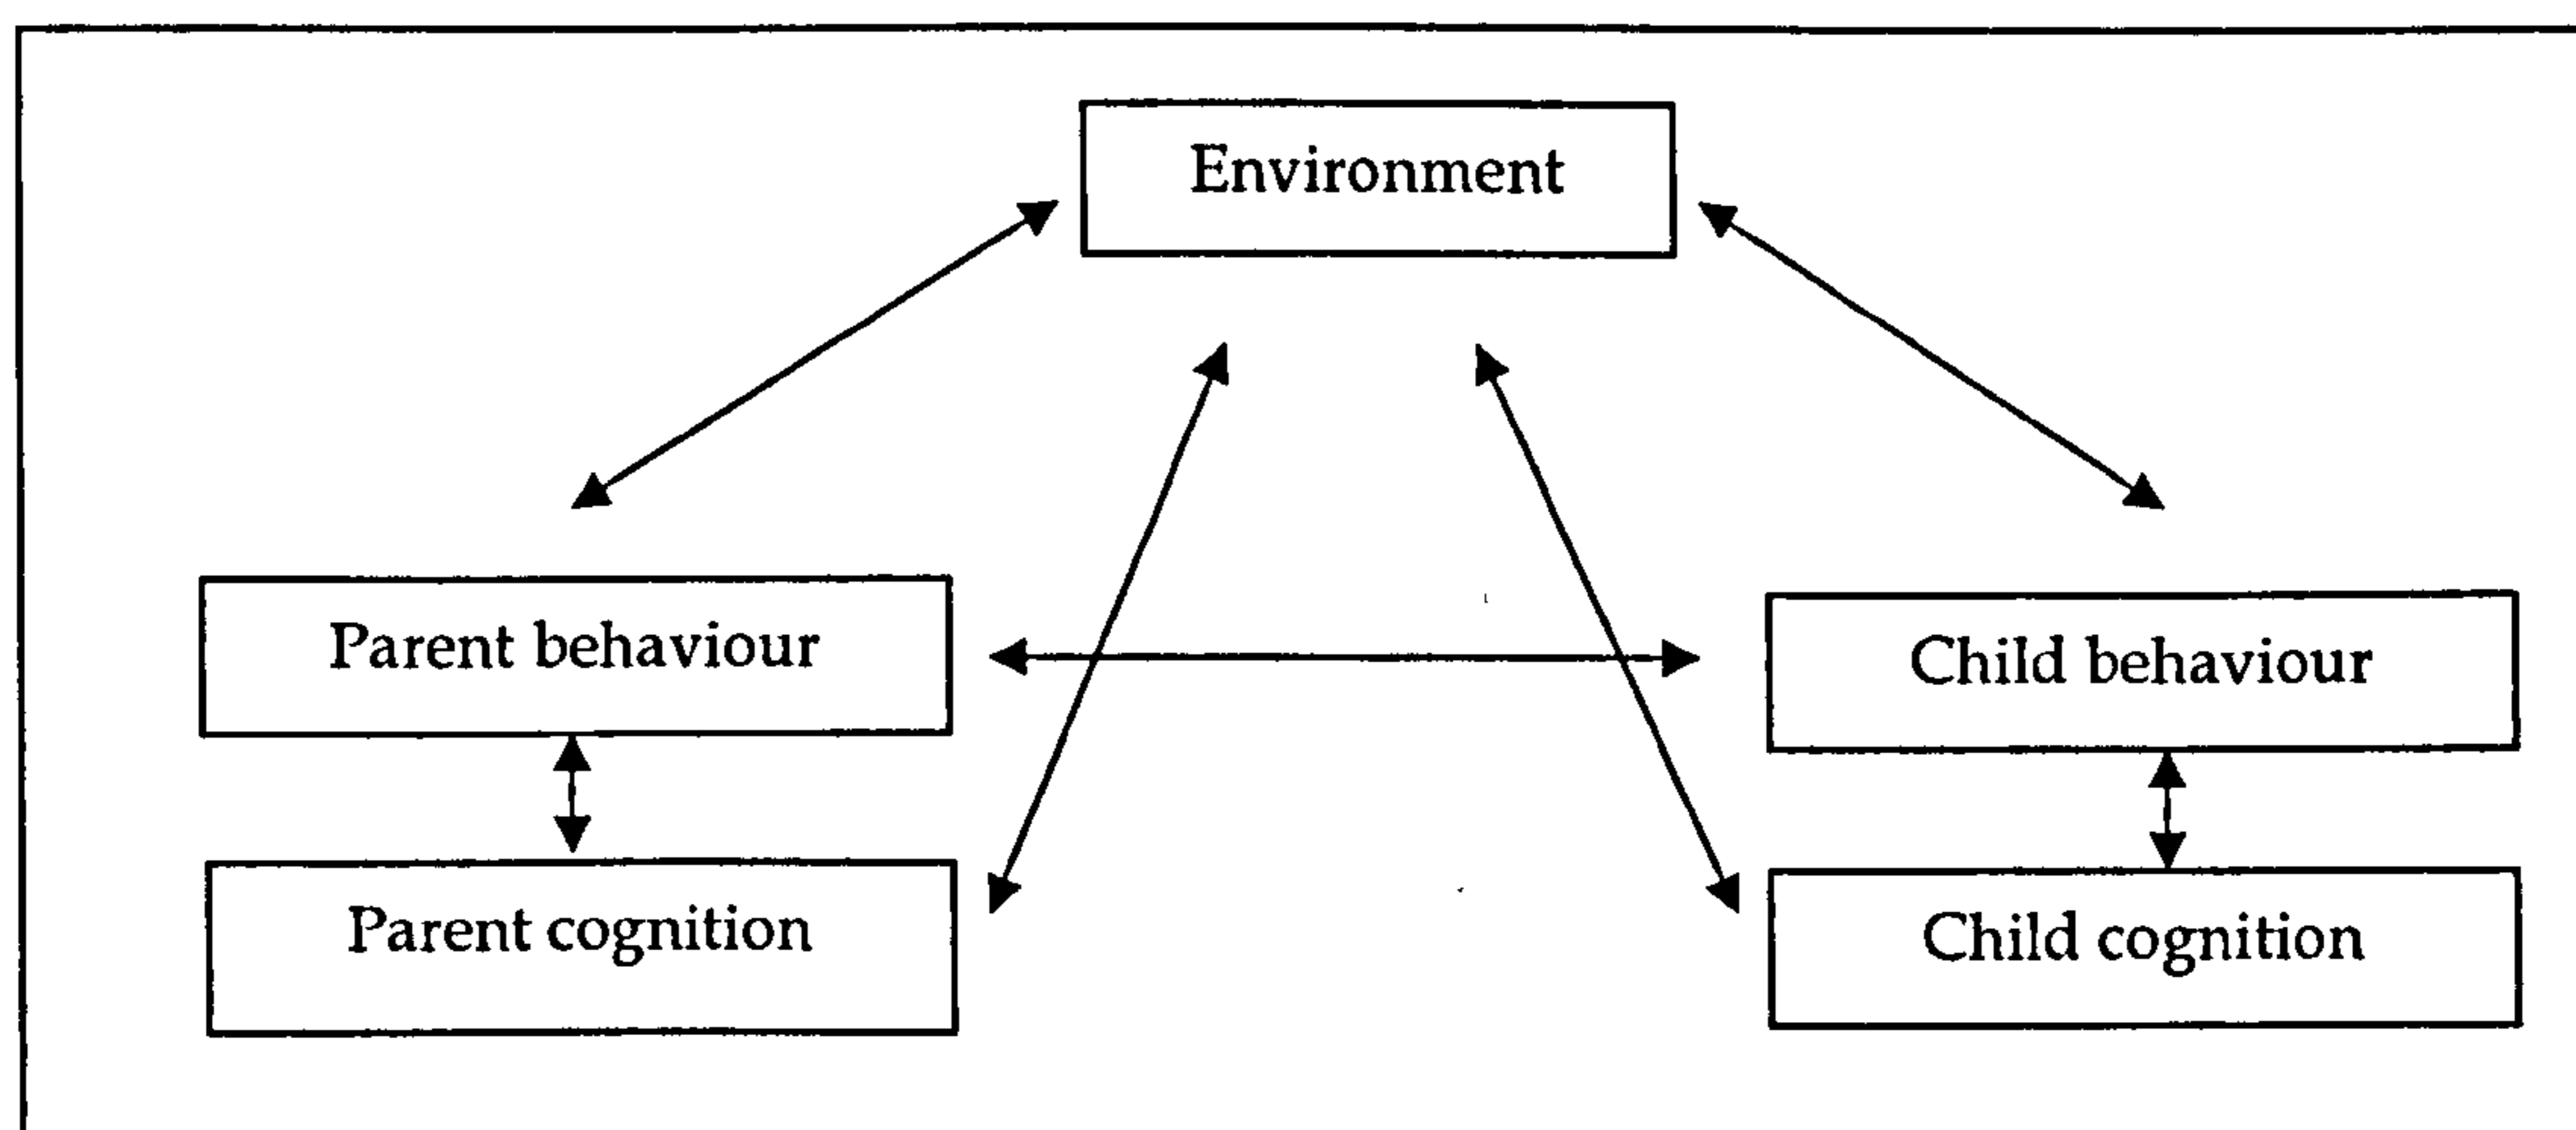 Environment
Parent behaviour
Child behaviour
Parent cognition
Child cognition